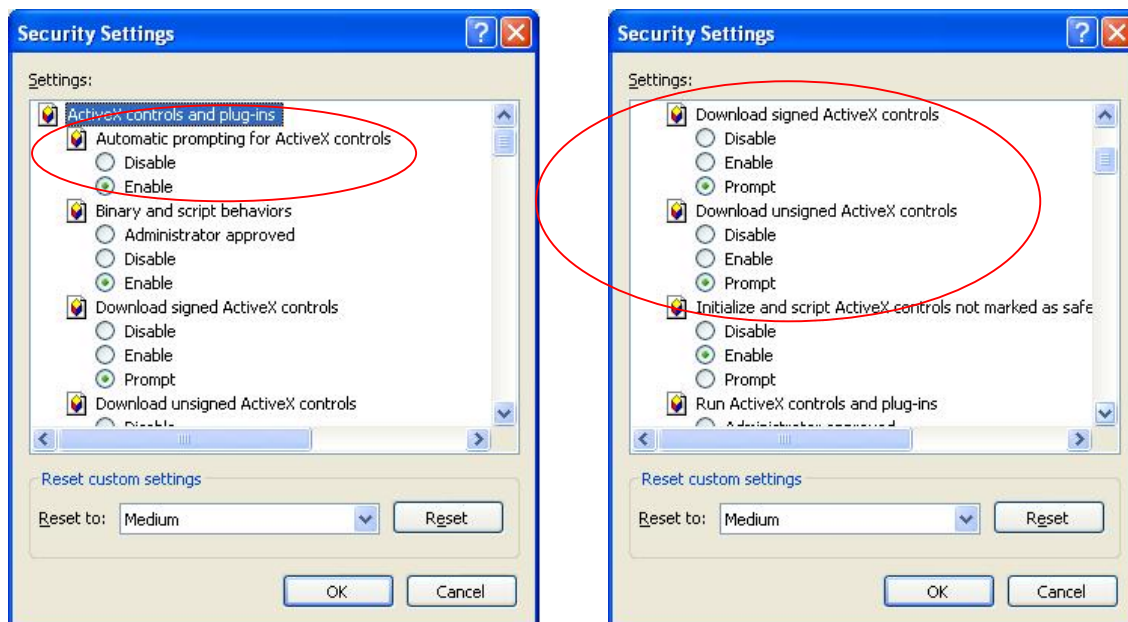 Security Settings
Settings:
ActiveX controls and plug-ins
Automatic prompting for ActiveX controls
Disable
Enable
Binary and script behaviors
Administrator approved
Disable
Enable
Download signed ActiveX controls
Disable
Enable
Prompt
Download unsigned ActiveX controls
Disable
Reset custom settings
Reset to: Medium Reset
OK Cancel
Security Settings
Settings:
Download signed ActiveX controls
Disable
Enable
Prompt
Download unsigned ActiveX controls
Disable
Enable
Prompt
Initialize and script ActiveX controls not marked as safe
Disable
Enable
Prompt
Run ActiveX controls and plug-ins
Administrator approved
Reset custom settings
Reset to: Medium Reset
OK Cancel